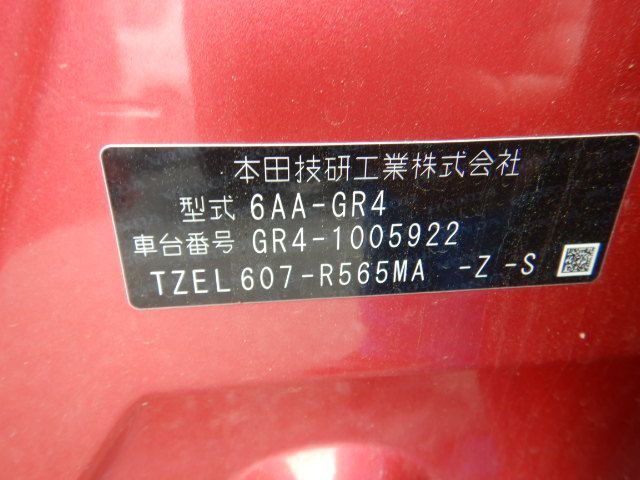 本田技研工業株式会社
型式 6AA-GR4
車台番号 GR4-1005922
TZEL607-R565MA -Z-S